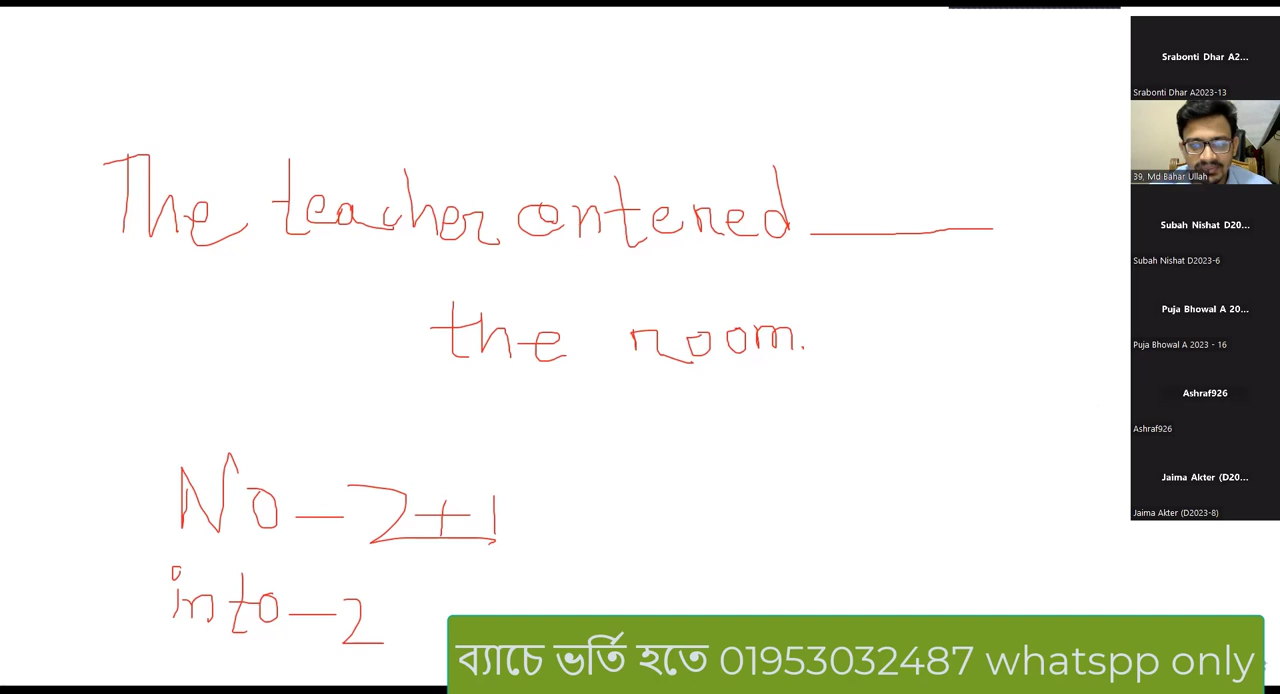 The teacher entered ______
the room.
No - 2+1
into - 2
Srabonti Dhar A2...
Srabonti Dhar A2023-13
39, Md Bahar Ullah
Subah Nishat D20...
Subah Nishat D2023-6
Puja Bhowal A 20...
Puja Bhowal A 2023 - 16
Ashraf926
Ashraf926
Jaima Akter (D20...
Jaima Akter (D2023-8)
ব্যাচে ভর্তি হতে 01953032487 whatspp only